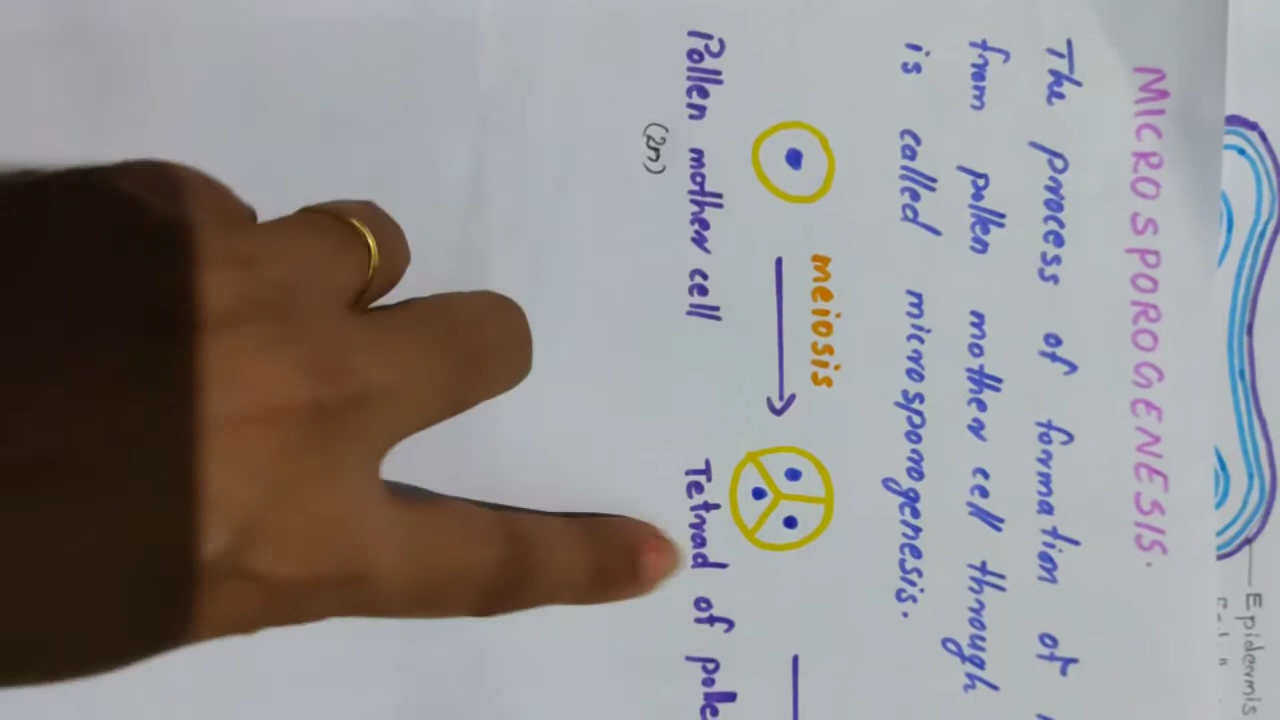 Epidermis
MICROSPOROGENESIS.
The process of formation of
from pollen mother cell through
is called microsporogenesis.
meiosis
Pollen mother cell
(2n)
Tetrad of